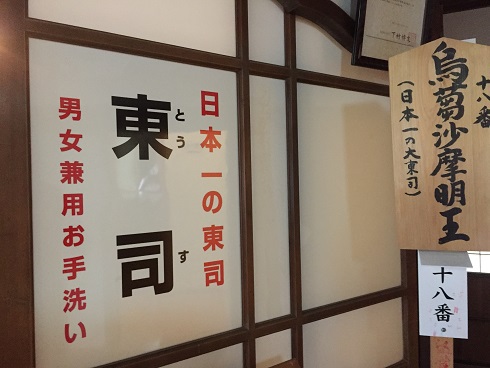 日本一の東司
東司
とうす
男女兼用お手洗い
十八番
烏蒭沙摩明王
(日本一の大東司)
十八番